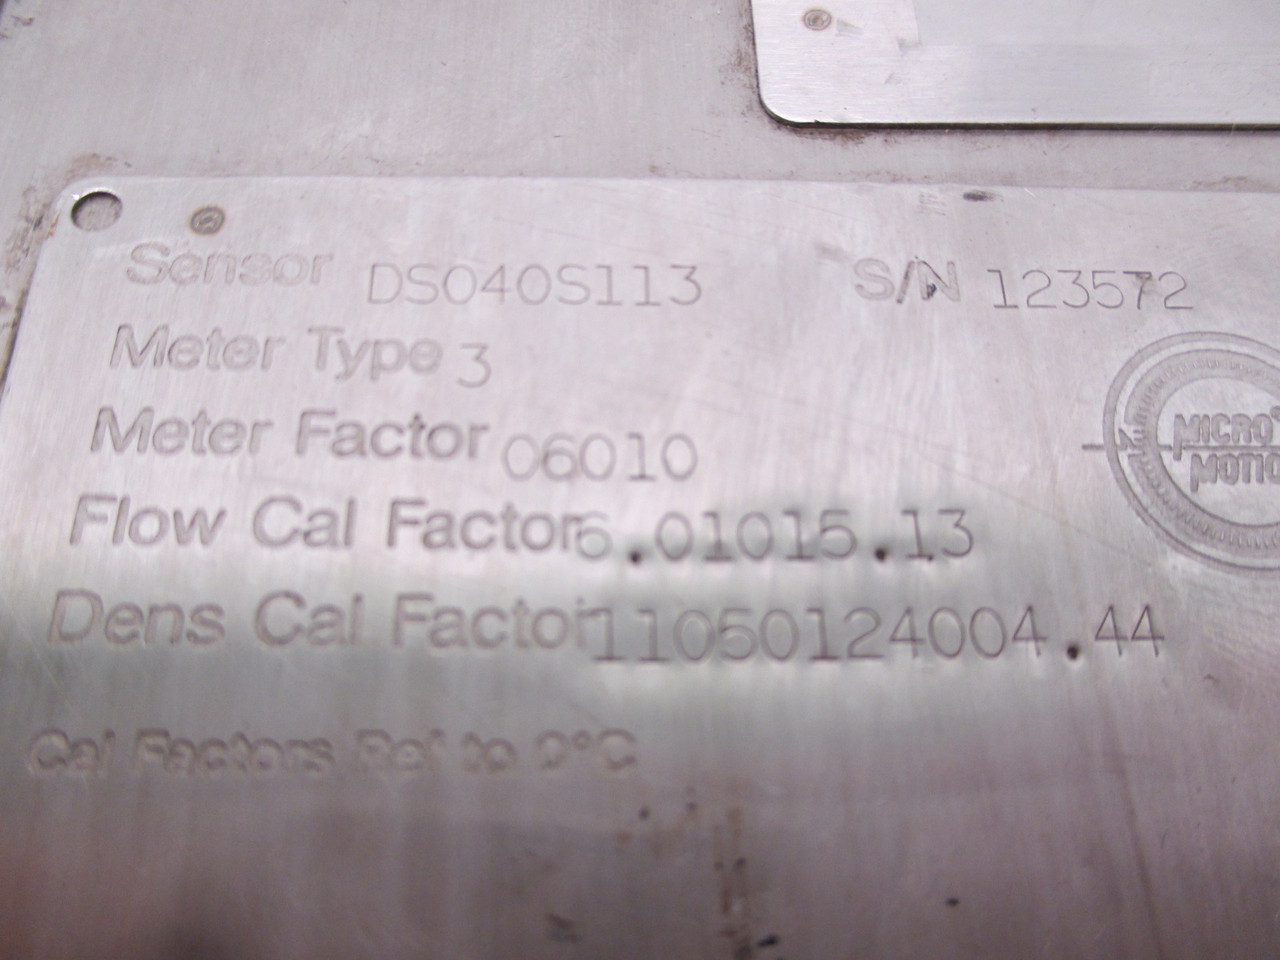 Sensor DS040S113 S/N 123572
Meter Type 3
Meter Factor 06010
MICRO
MOTIO
Flow Cal Factor 6.01015.13
Dens Cal Factor 11050124004.44
Cal Factors Ref to 0°C